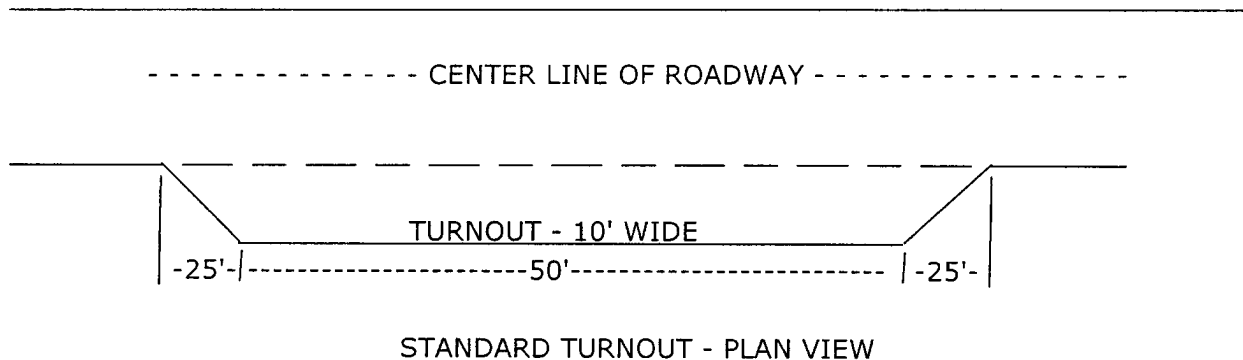 - - - - - - - - - - - - - CENTER LINE OF ROADWAY - - - - - - - - - - - - - - -
TURNOUT - 10' WIDE
-25'-|-----------------------50'-------------------------- | -25'-
STANDARD TURNOUT - PLAN VIEW